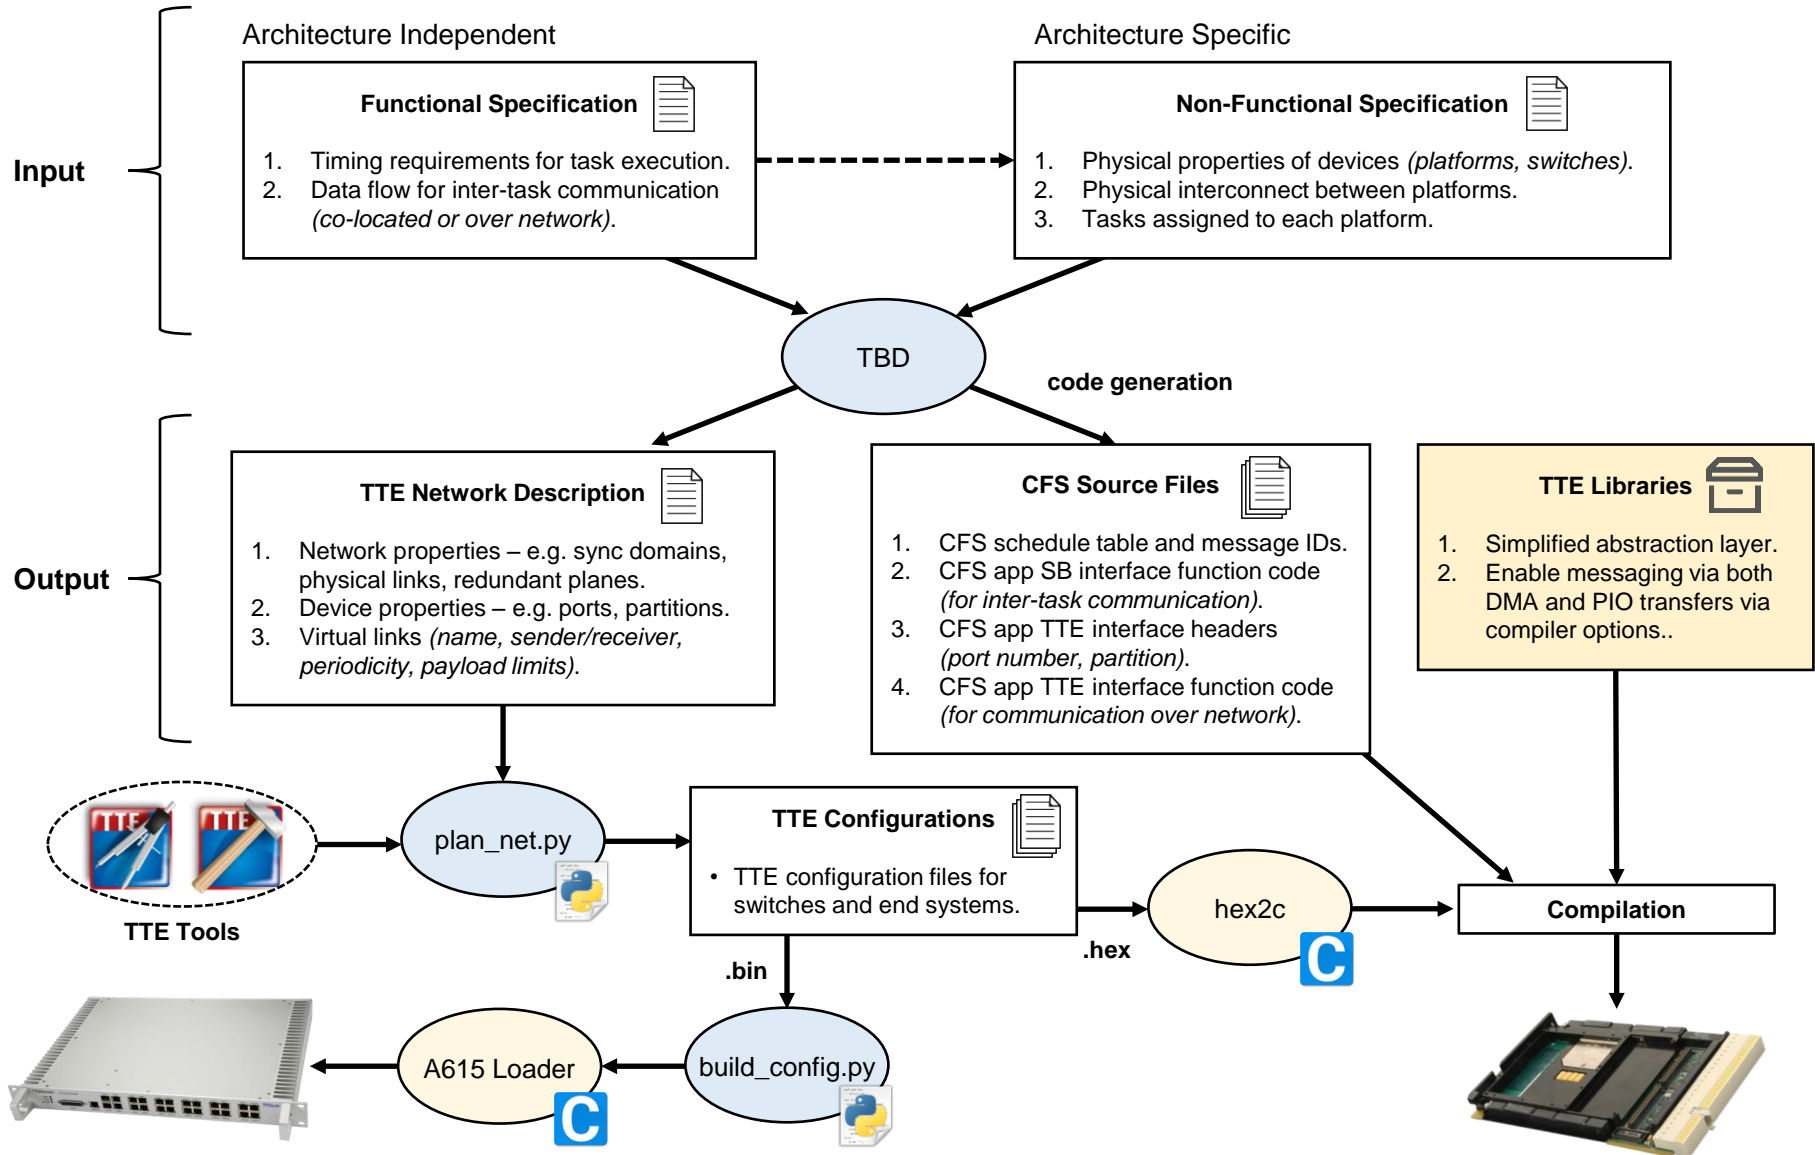 Architecture Independent
Architecture Specific
Input
Functional Specification
1. Timing requirements for task execution.
2. Data flow for inter-task communication
(co-located or over network).
Non-Functional Specification
1. Physical properties of devices (platforms, switches).
2. Physical interconnect between platforms.
3. Tasks assigned to each platform.
TBD
code generation
Output
TTE Network Description
1. Network properties – e.g. sync domains,
physical links, redundant planes.
2. Device properties – e.g. ports, partitions.
3. Virtual links (name, sender/receiver,
periodicity, payload limits).
CFS Source Files
1. CFS schedule table and message IDs.
2. CFS app SB interface function code
(for inter-task communication).
3. CFS app TTE interface headers
(port number, partition).
4. CFS app TTE interface function code
(for communication over network).
TTE Libraries
1. Simplified abstraction layer.
2. Enable messaging via both
DMA and PIO transfers via
compiler options..
TTE
TTE
TTE Tools
plan_net.py
TTE Configurations
• TTE configuration files for
switches and end systems.
.hex
.bin
hex2c
C
Compilation
A615 Loader
C
build_config.py